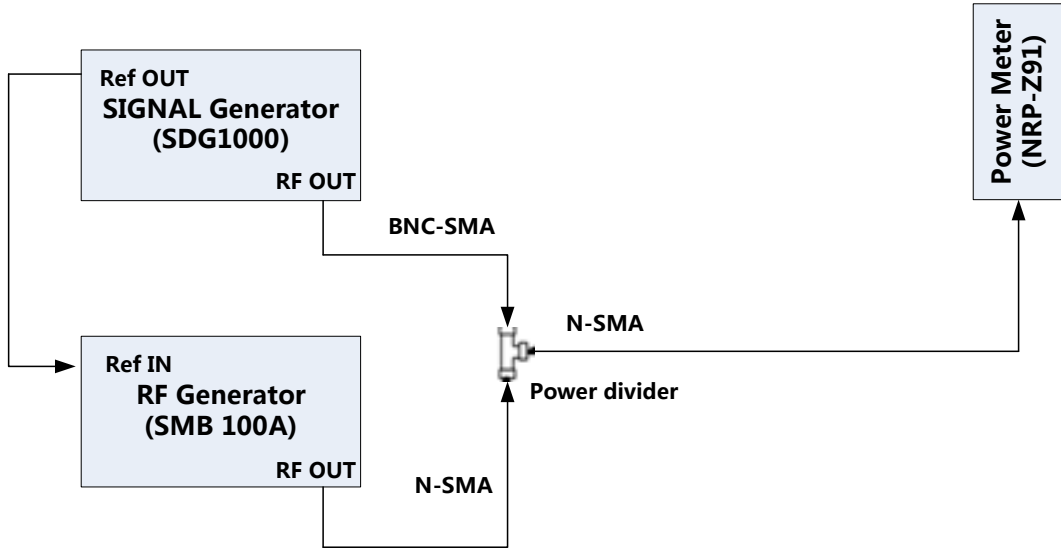 Ref OUT
SIGNAL Generator
(SDG1000)
RF OUT
BNC-SMA
Power Meter
(NRP-Z91)
N-SMA
Power divider
Ref IN
RF Generator
(SMB 100A)
RF OUT
N-SMA